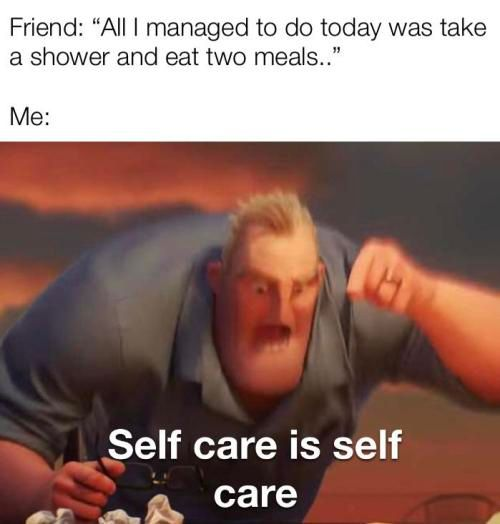 Friend: “All I managed to do today was take
a shower and eat two meals..”
Me:
Self care is self
care